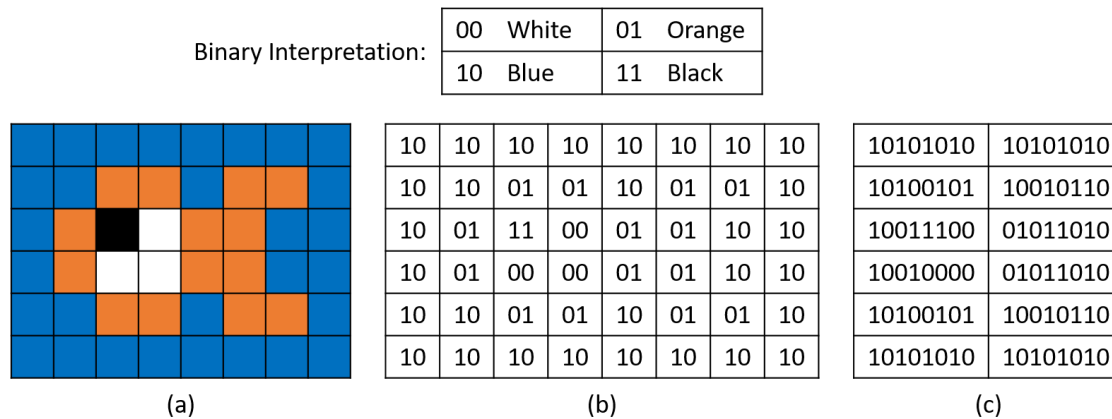 Binary Interpretation:
00 White 01 Orange
10 Blue 11 Black
10 10 10 10 10 10 10 10
10 10 01 01 10 01 01 10
10 01 11 00 01 01 10 10
10 01 00 00 01 01 10 10
10 10 01 01 10 01 01 10
10 10 10 10 10 10 10 10
10101010 10101010
10100101 10010110
10011100 01011010
10010000 01011010
10100101 10010110
10101010 10101010
(a) (b) (c)